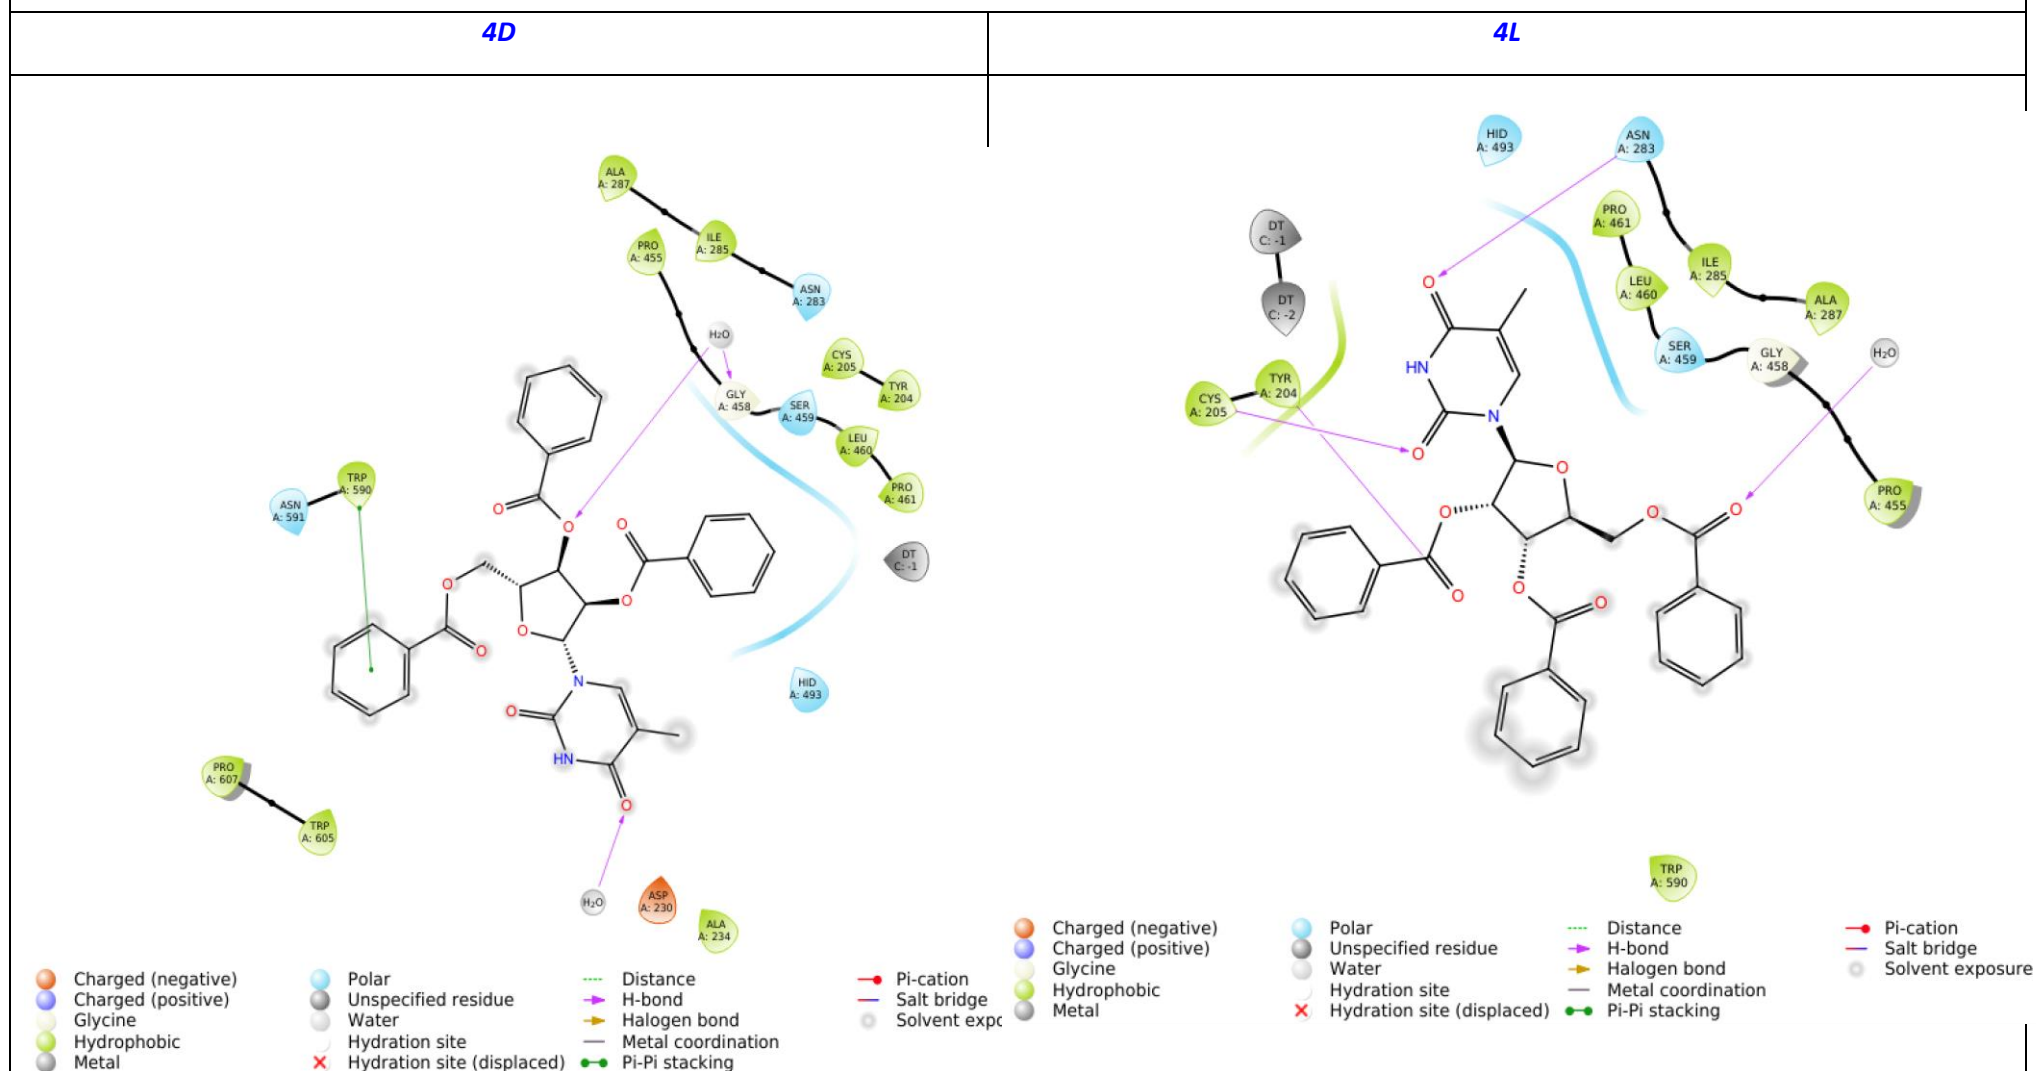 4D
4L
ALA
A: 287
ILE
A: 285
PRO
A: 455
ASN
A: 283
H₂O
CYS
A: 205
TYR
A: 204
GLY
A: 458
SER
A: 459
LEU
A: 460
PRO
A: 461
TRP
A: 590
ASN
A: 591
DT
C: -1
O
O
O
O
O
O
O
O
N
HN
O
O
HID
A: 493
PRO
A: 607
TRP
A: 605
H₂O
ASP
A: 230
ALA
A: 234
Charged (negative)
Charged (positive)
Glycine
Hydrophobic
Metal
Polar
Unspecified residue
Water
Hydration site
Hydration site (displaced)
Distance
H-bond
Halogen bond
Metal coordination
Pi-Pi stacking
Pi-cation
Salt bridge
Solvent expo
HID
A: 493
ASN
A: 283
PRO
A: 461
DT
C: -1
ILE
A: 285
LEU
A: 460
DT
C: -2
ALA
A: 287
SER
A: 459
GLY
A: 458
H₂O
CYS
A: 205
TYR
A: 204
PRO
A: 455
O
HN
N
O
O
O
O
O
O
O
O
TRP
A: 590
Charged (negative)
Charged (positive)
Glycine
Hydrophobic
Metal
Polar
Unspecified residue
Water
Hydration site
Hydration site (displaced)
Distance
H-bond
Halogen bond
Metal coordination
Pi-Pi stacking
Pi-cation
Salt bridge
Solvent exposure